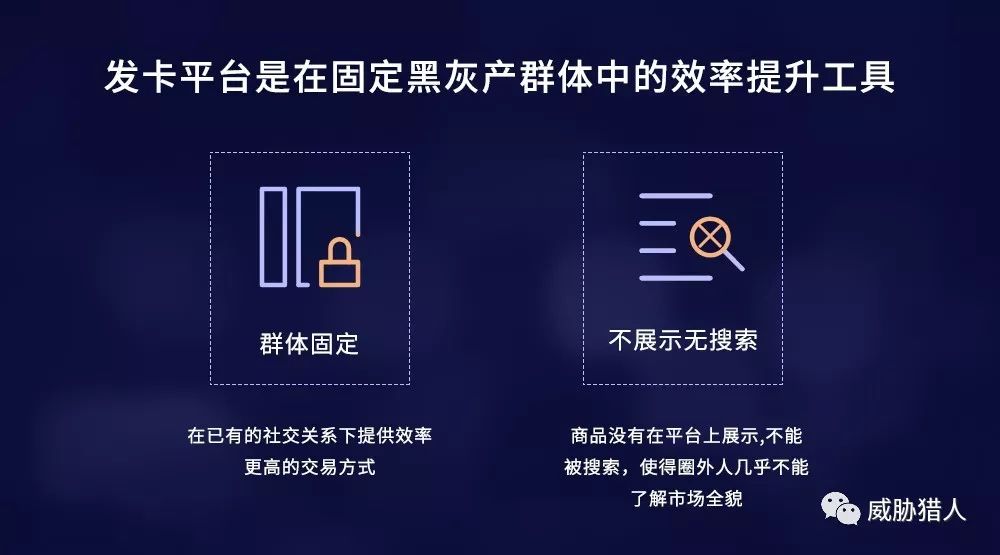 发卡平台是在固定黑灰产群体中的效率提升工具
群体固定
在已有的社交关系下提供效率
更高的交易方式
不展示无搜索
商品没有在平台上展示,不能
被搜索，使得圈外人几乎不能
了解市场全貌
威胁猎人